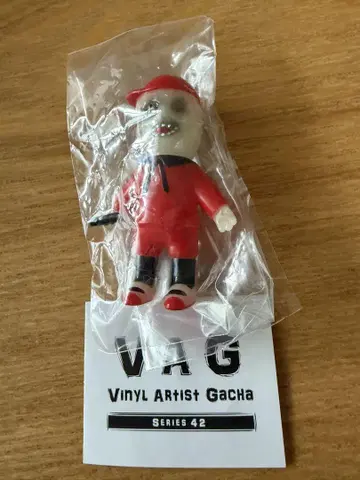 VAG
Vinyl Artist Gacha
Series 42